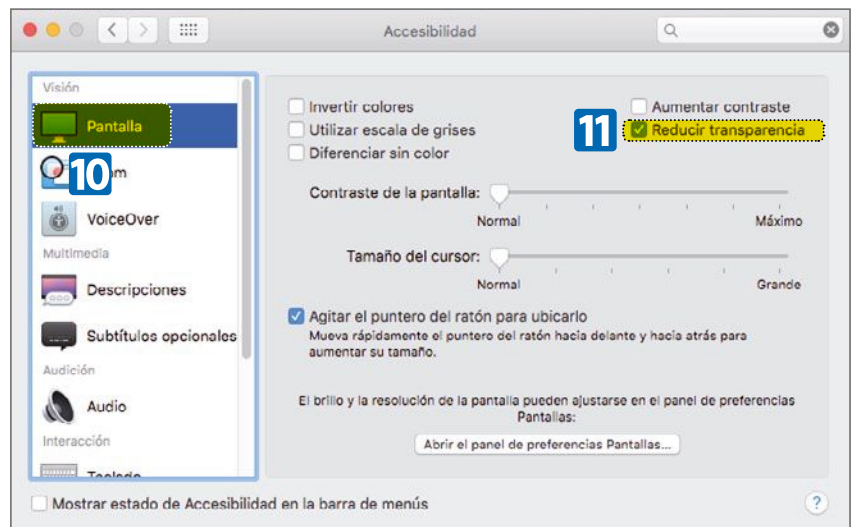 Accesibilidad
Visión
Pantalla
10
m
VoiceOver
Multimedia
Descripciones
Subtítulos opcionales
Audición
Audio
Interacción
Teclado
Invertir colores
Utilizar escala de grises
Diferenciar sin color
Aumentar contraste
11
Reducir transparencia
Contraste de la pantalla:
Normal
Máximo
Tamaño del cursor:
Normal
Grande
Agitar el puntero del ratón para ubicarlo
Mueva rápidamente el puntero del ratón hacia delante y hacia atrás para
aumentar su tamaño.
El brillo y la resolución de la pantalla pueden ajustarse en el panel de preferencias
Pantallas:
Abrir el panel de preferencias Pantallas...
Mostrar estado de Accesibilidad en la barra de menús
?